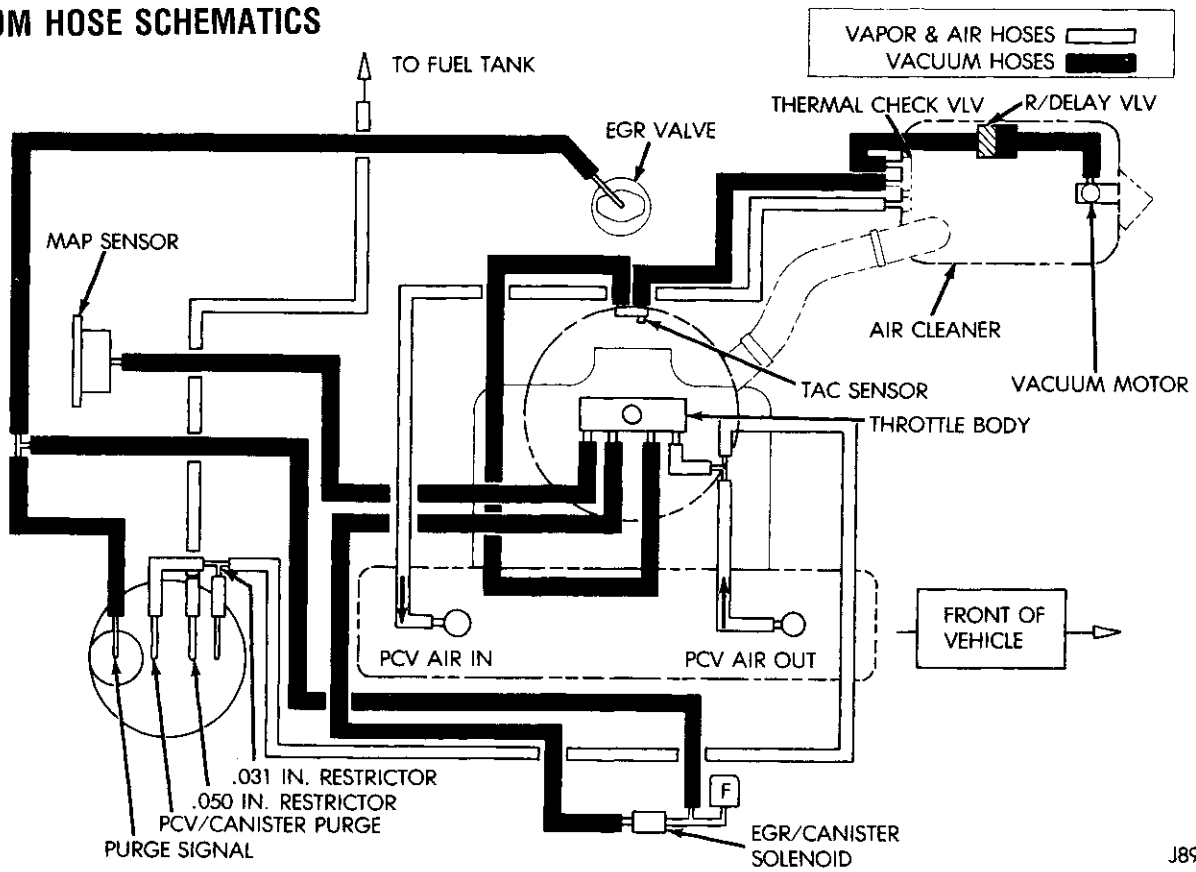 UM HOSE SCHEMATICS
VAPOR & AIR HOSES
VACUUM HOSES
TO FUEL TANK
THERMAL CHECK VLV
R/DELAY VLV
EGR VALVE
MAP SENSOR
AIR CLEANER
TAC SENSOR
VACUUM MOTOR
THROTTLE BODY
FRONT OF
VEHICLE
PCV AIR IN
PCV AIR OUT
.031 IN. RESTRICTOR
.050 IN. RESTRICTOR
PCV/CANISTER PURGE
PURGE SIGNAL
F
EGR/CANISTER
SOLENOID
J89